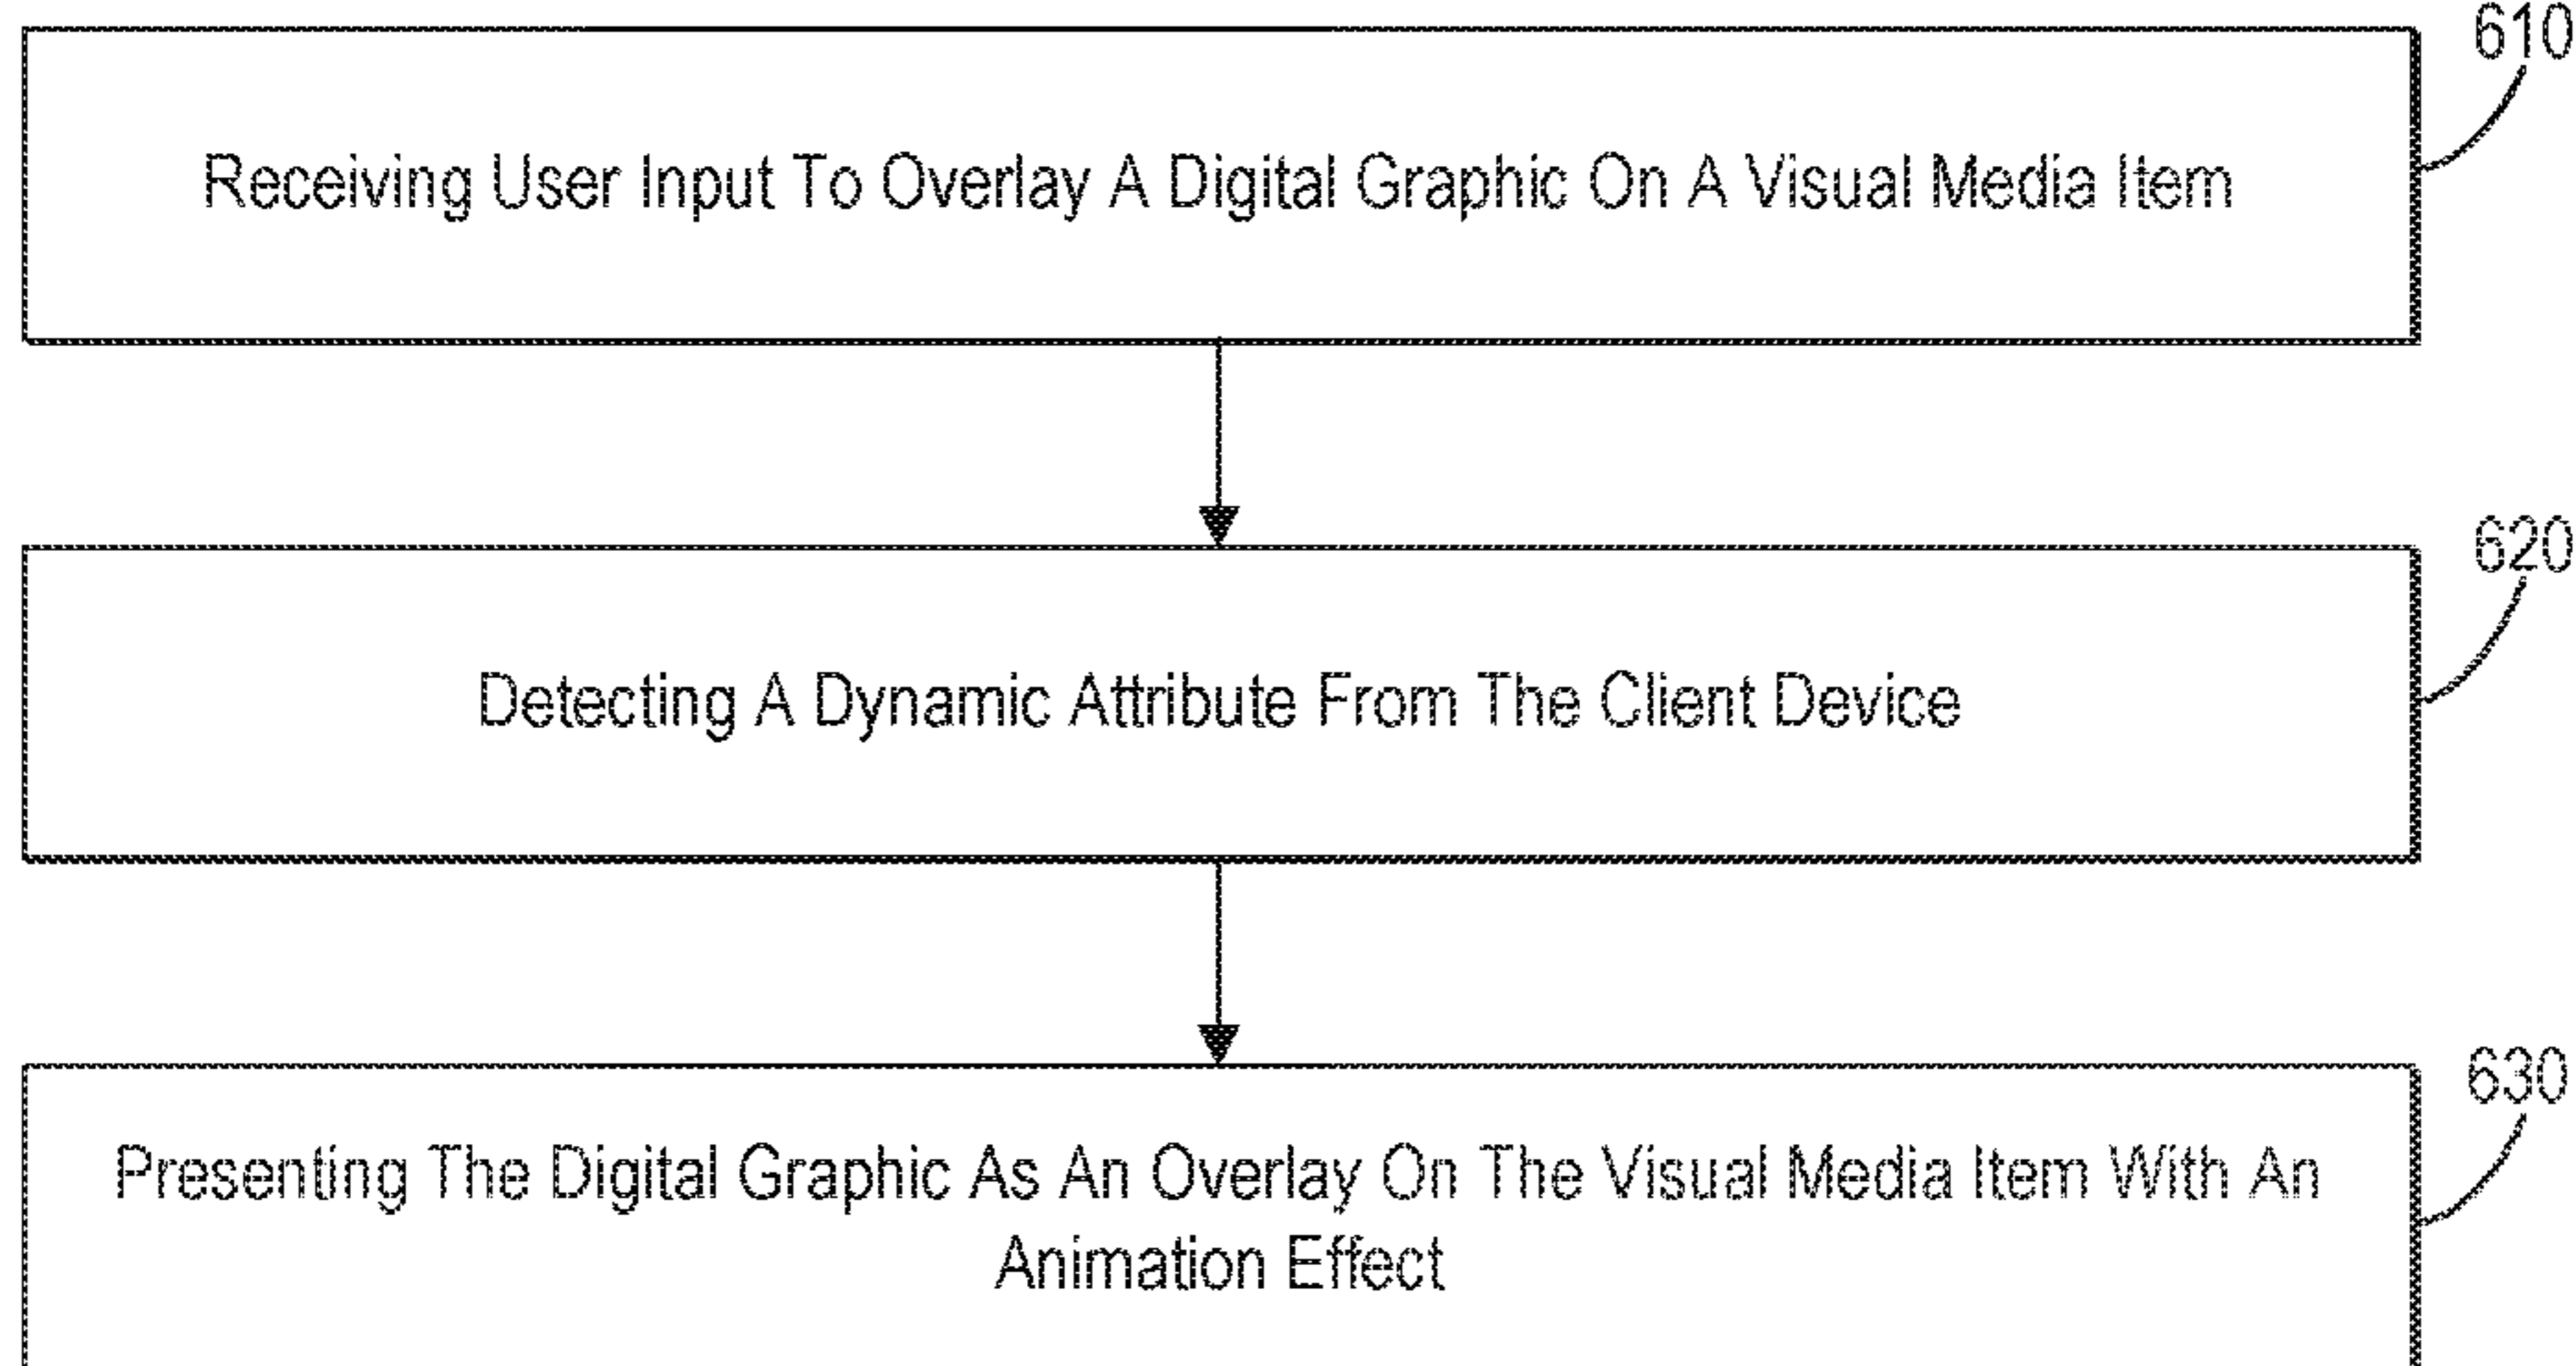 610
Receiving User Input To Overlay A Digital Graphic On A Visual Media Item
620
Detecting A Dynamic Attribute From The Client Device
630
Presenting The Digital Graphic As An Overlay On The Visual Media Item With An
Animation Effect